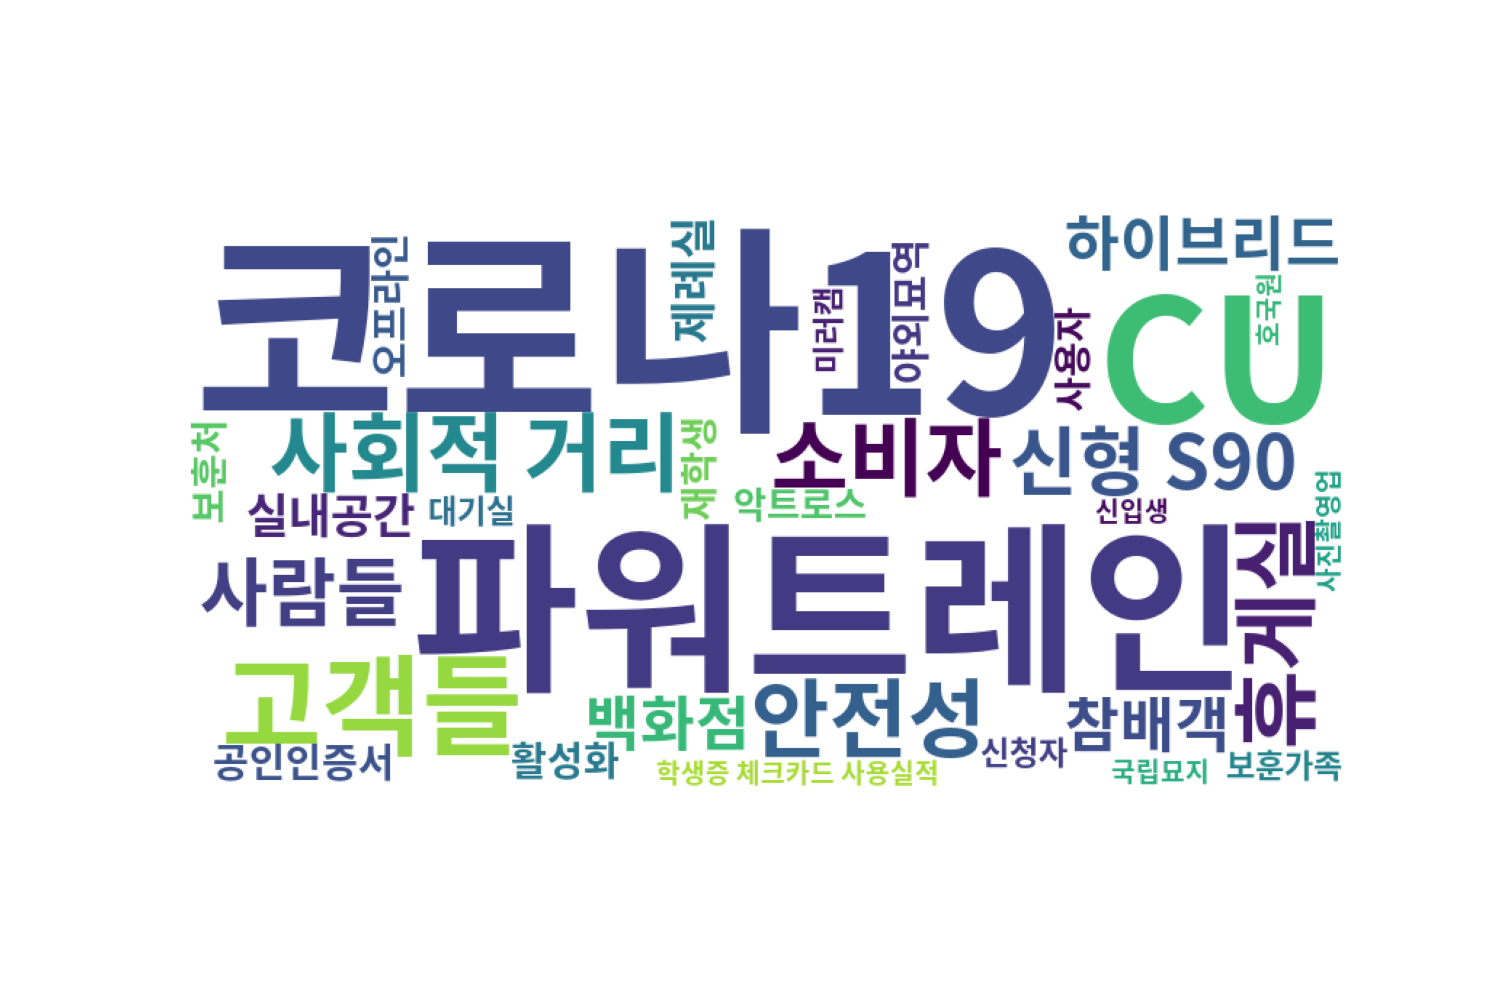 코로나19
오프라인
제례실
미러캠
야외묘역
사용자
하이브리드
CU
호국원
보훈처
사회적 거리
재학생
소비자
신형 S90
실내공간
대기실
악트로스
신입생
사진촬영업
사람들
파워트레인
휴게실
고객들
백화점
안전성
참배객
공인인증서
활성화
학생증 체크카드 사용실적
신청자
국립묘지
보훈가족